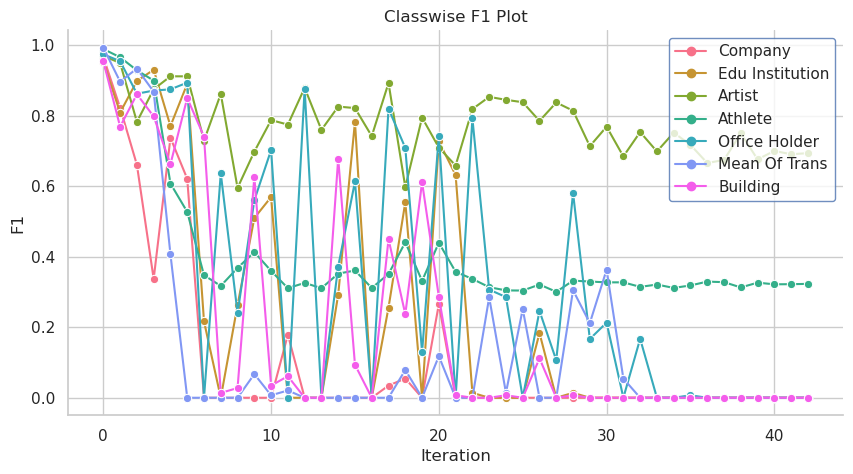 Classwise F1 Plot
1.0
0.8
0.6
0.4
0.2
0.0
F1
0
10
20
30
40
Iteration
Company
Edu Institution
Artist
Athlete
Office Holder
Mean Of Trans
Building